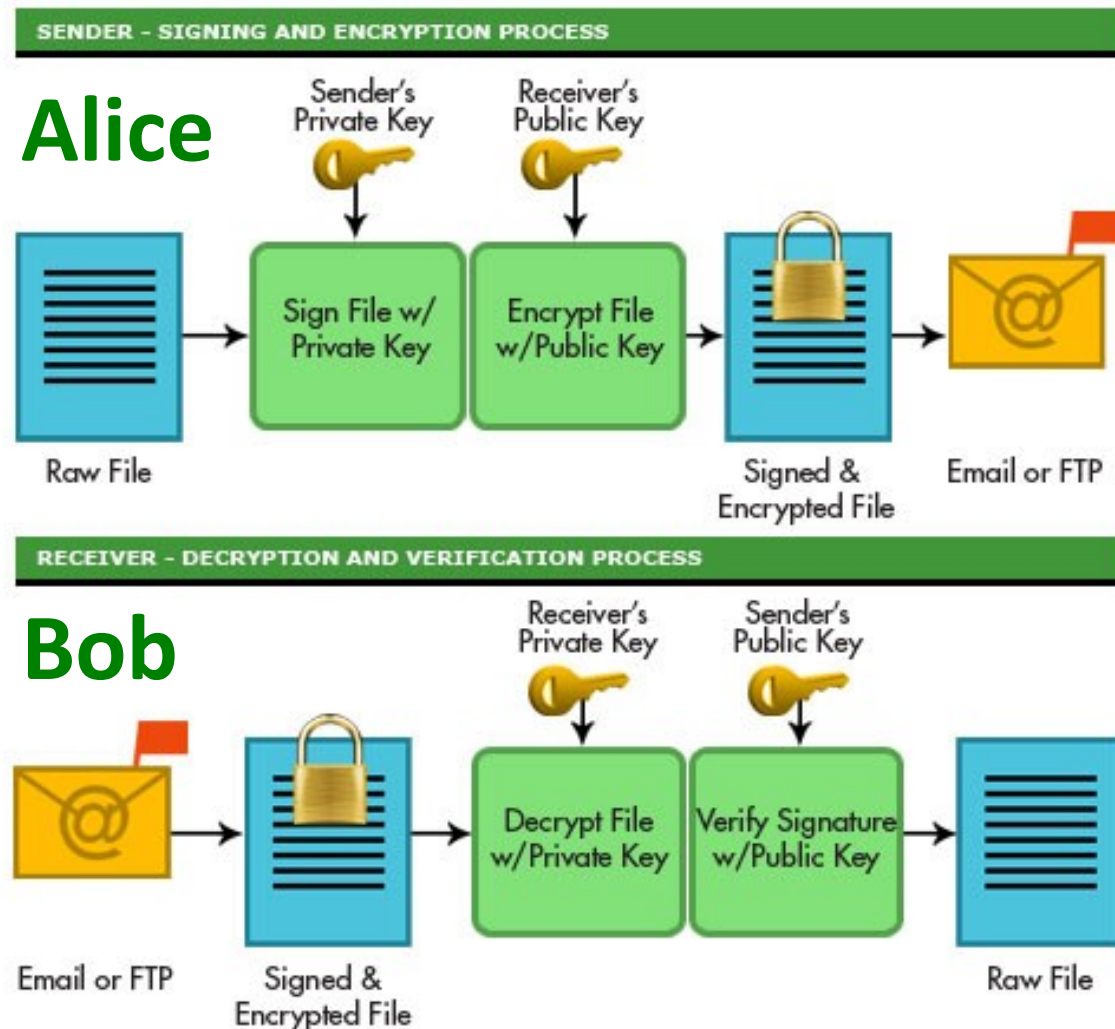 SENDER - SIGNING AND ENCRYPTION PROCESS
Alice
Sender's
Private Key
Receiver's
Public Key
Sign File w/
Private Key
Encrypt File
w/Public Key
@
Raw File
Signed &
Encrypted File
Email or FTP
RECEIVER - DECRYPTION AND VERIFICATION PROCESS
Bob
Receiver's
Private Key
Sender's
Public Key
@
Decrypt File
w/Private Key
Verify Signature
w/Public Key
Email or FTP
Signed &
Encrypted File
Raw File